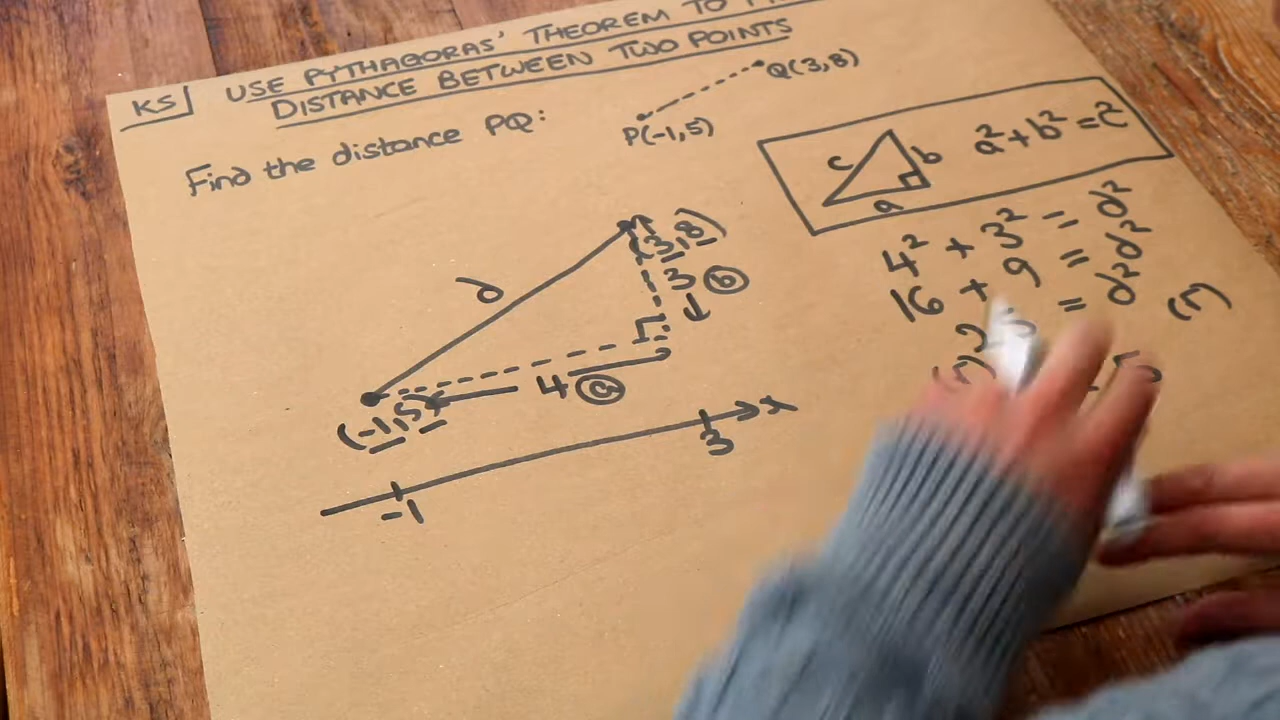 KS
USE PYTHAGORAS' THEOREM TO
DISTANCE BETWEEN TWO POINTS
Find the distance PQ:
Q(3,8)
P(-1,5)
c
b
a
a² + b² = c²
d
(3,8)
3 b
4 a
(-1,5)
x
-1
3
4² + 3² = d²
16 + 9 = d²
= d²